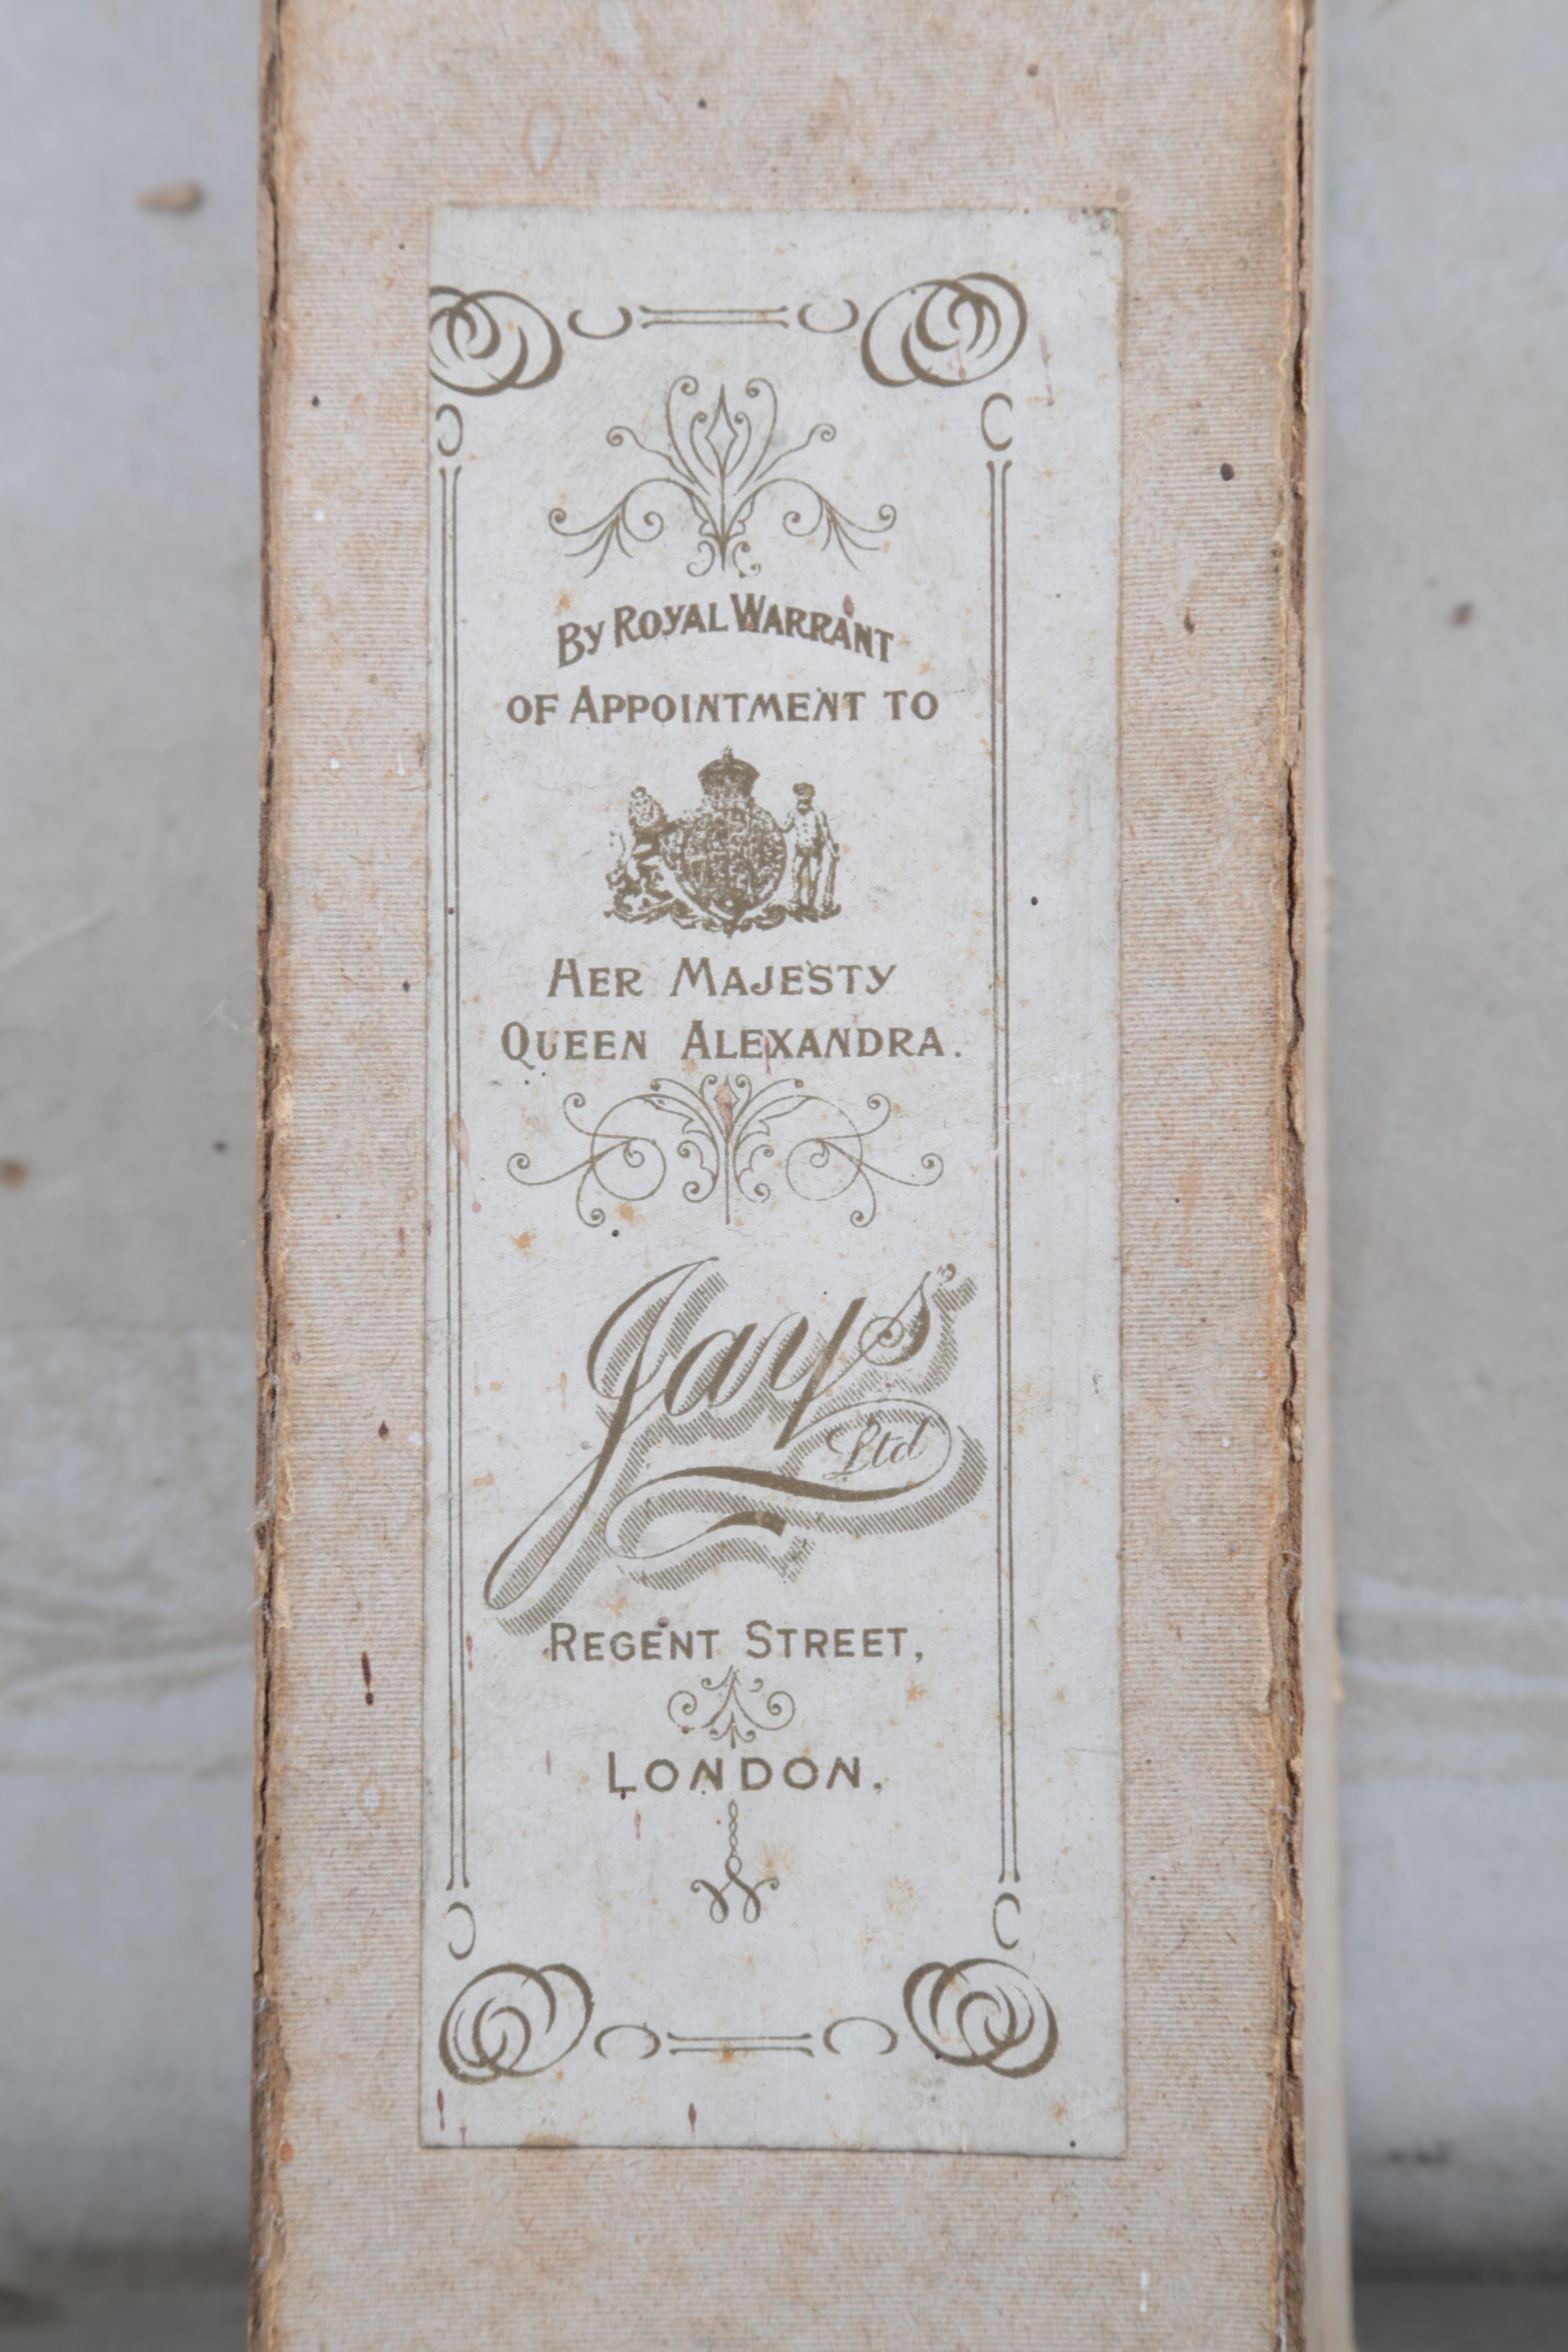 By Royal Warrant
of Appointment to
Her Majesty
Queen Alexandra.
Jays'
Ltd
Regent Street,
London,